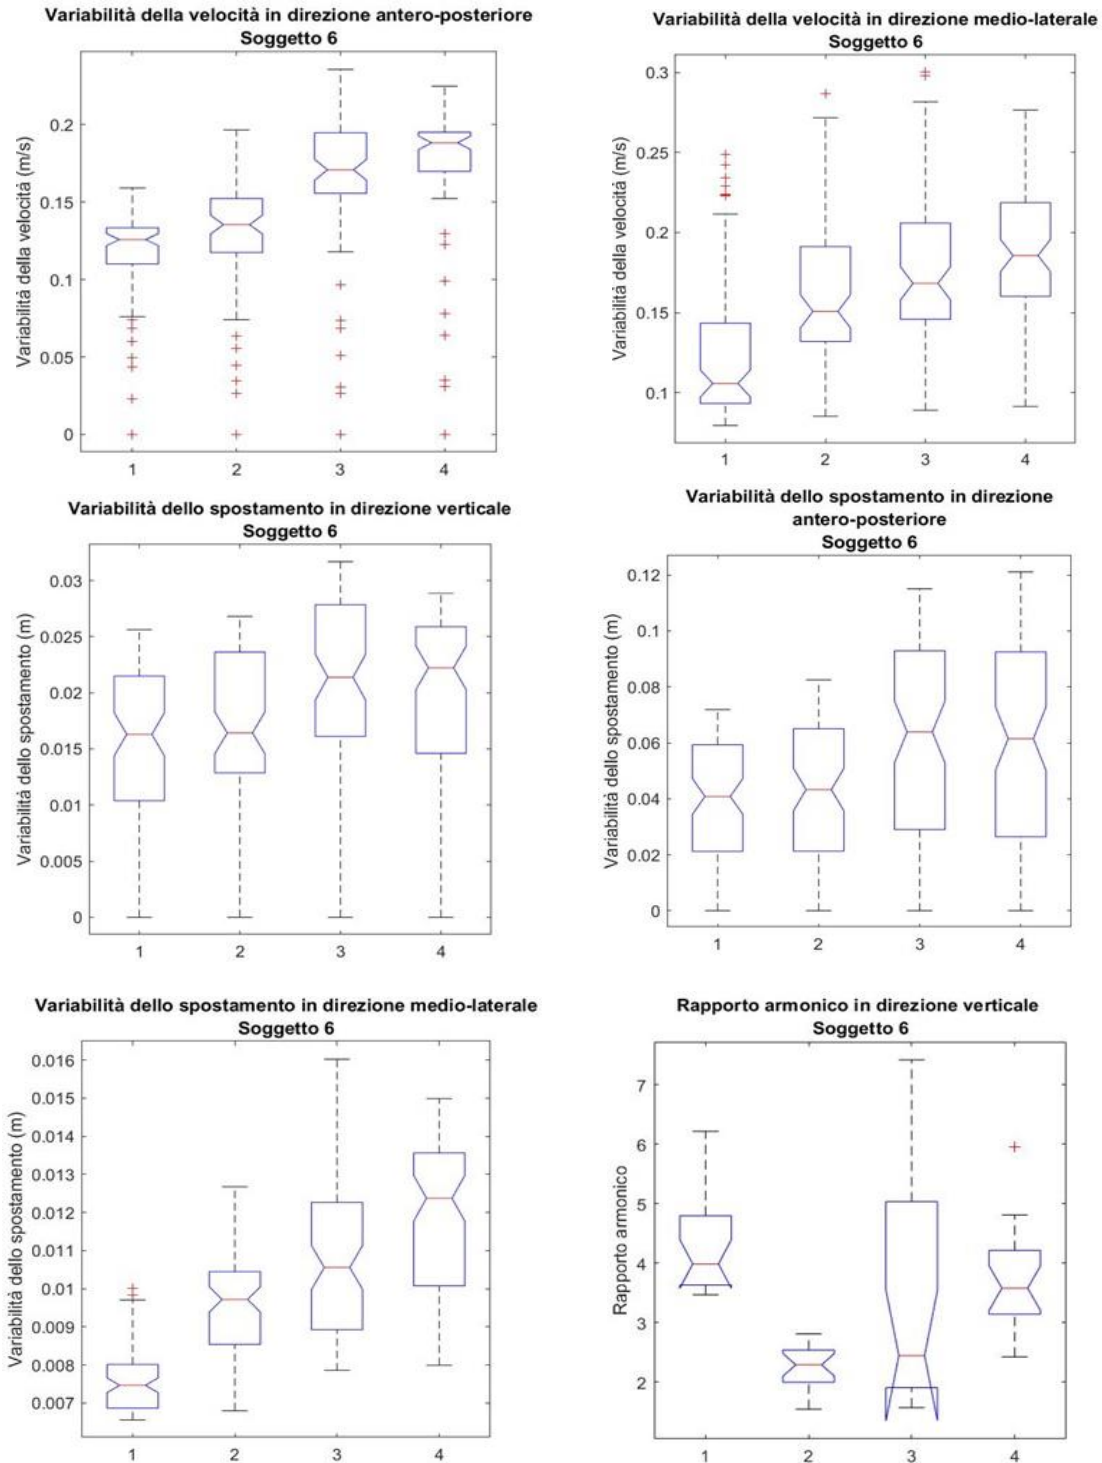 Variabilità della velocità in direzione antero-posteriore
Soggetto 6
Variabilità della velocitá (m/s)
0.2
0.15
0.1
0.05
0
1 2 3 4
Variabilità della velocità in direzione medio-laterale
Soggetto 6
Variabilità della velocitá (m/s)
0.3
0.25
0.2
0.15
0.1
1 2 3 4
Variabilità dello spostamento in direzione verticale
Soggetto 6
Variabilità dello spostamento (m)
0.03
0.025
0.02
0.015
0.01
0.005
0
1 2 3 4
Variabilità dello spostamento in direzione
antero-posteriore
Soggetto 6
Variabilità dello spostamento (m)
0.12
0.1
0.08
0.06
0.04
0.02
0
1 2 3 4
Variabilità dello spostamento in direzione medio-laterale
Soggetto 6
Variabilità dello spostamento (m)
0.016
0.015
0.014
0.013
0.012
0.011
0.01
0.009
0.008
0.007
1 2 3 4
Rapporto armonico in direzione verticale
Soggetto 6
Rapporto armonico
7
6
5
4
3
2
1 2 3 4